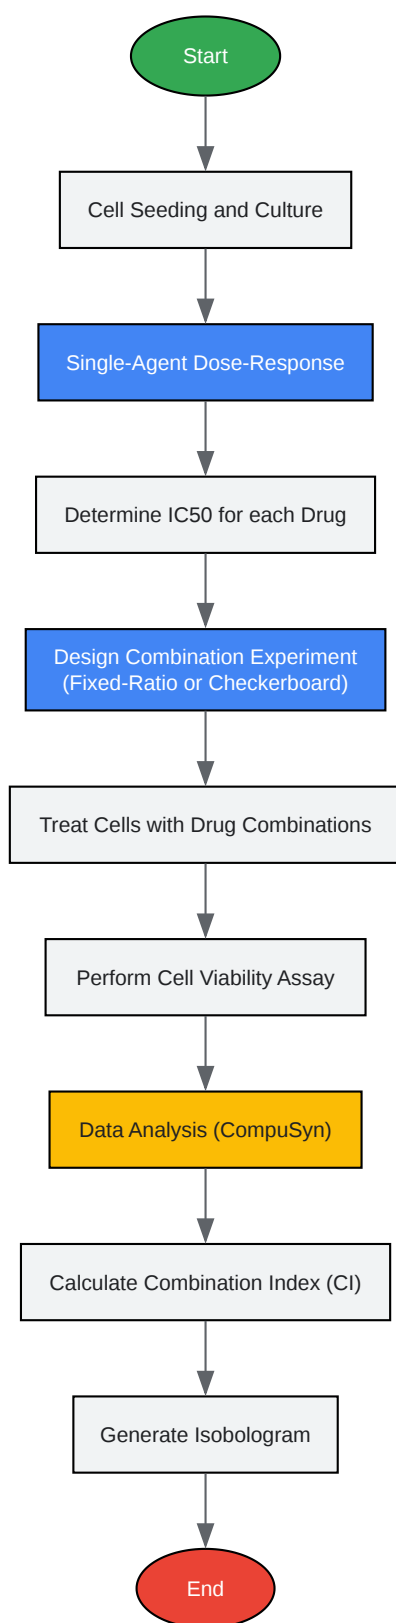 Start
Cell Seeding and Culture
Single-Agent Dose-Response
Determine IC50 for each Drug
Design Combination Experiment
(Fixed-Ratio or Checkerboard)
Treat Cells with Drug Combinations
Perform Cell Viability Assay
Data Analysis (CompuSyn)
Calculate Combination Index (CI)
Generate Isobologram
End